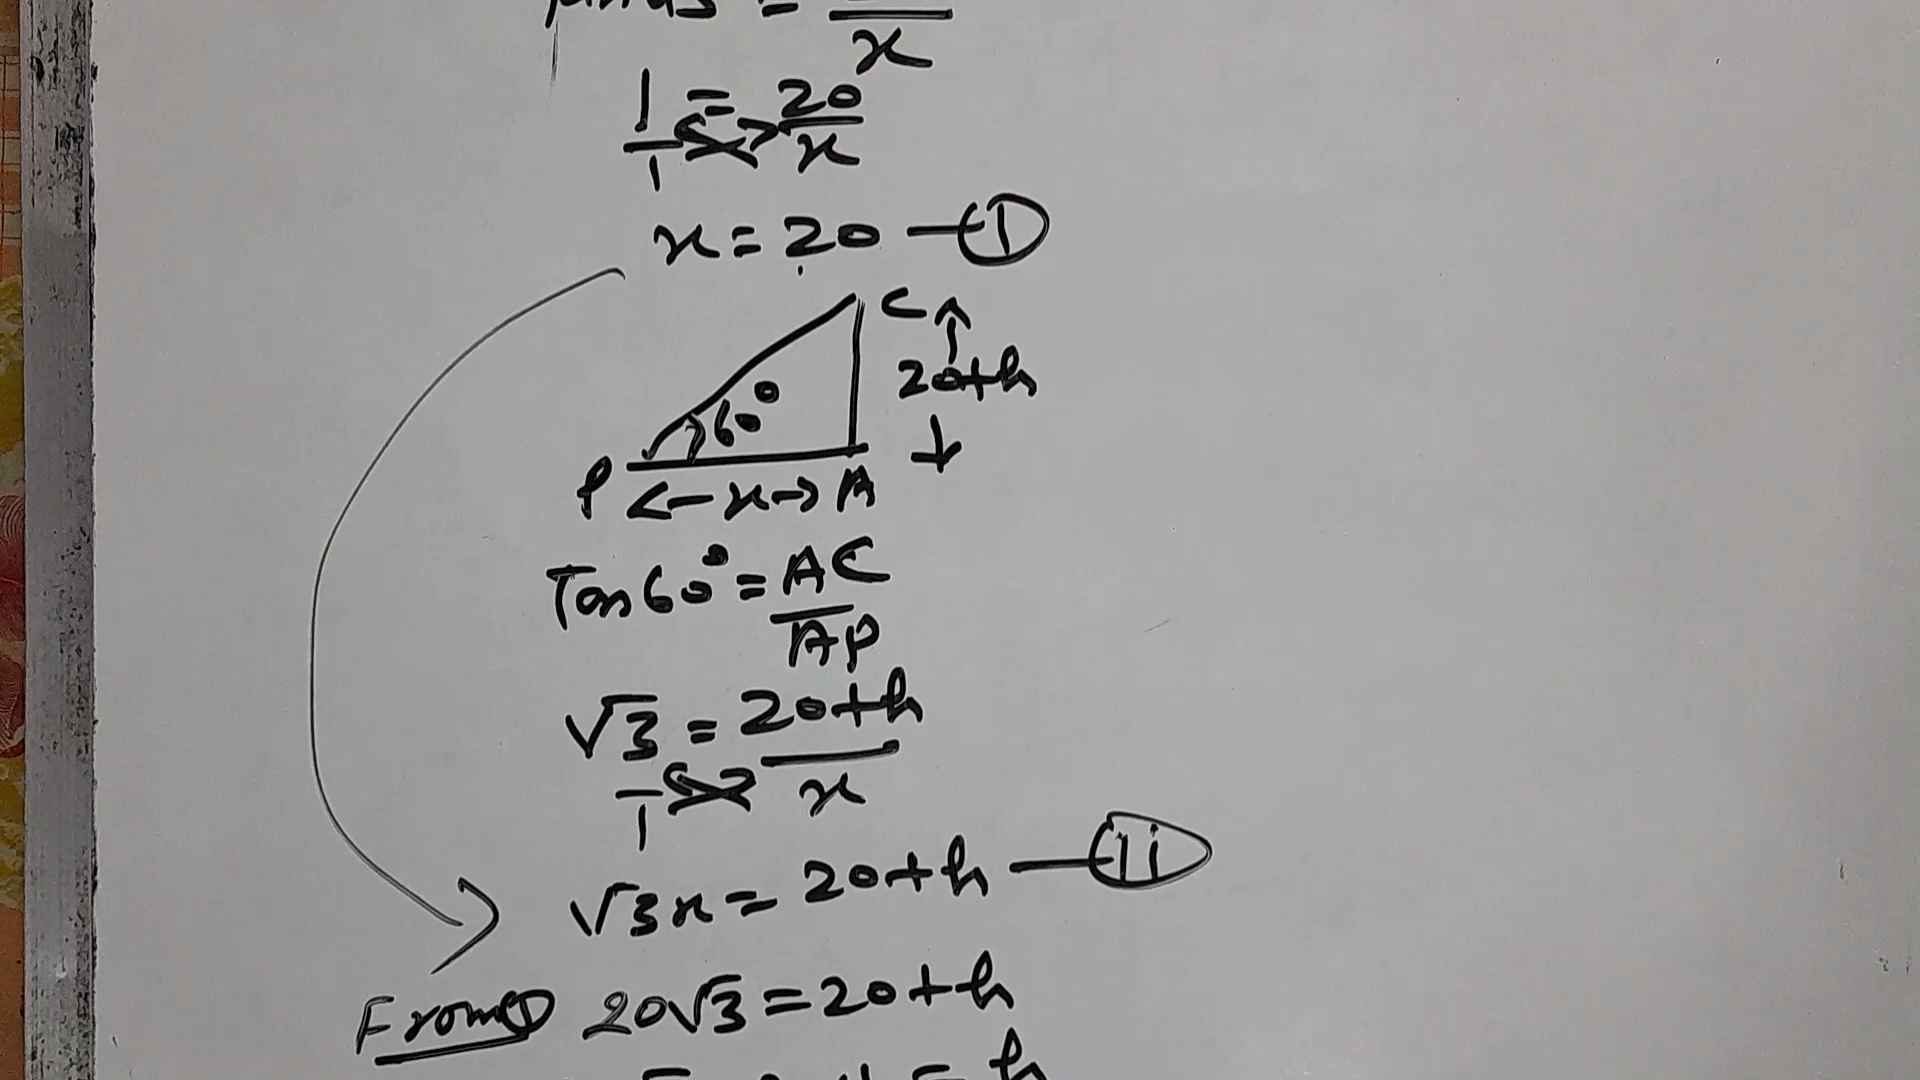 x
1/1 = 20/x
x = 20 — (I)
C
20+h
60°
P ← x → A
Tan 60° = AC/AP
√3/1 = 20+h/x
√3x = 20+h — (ii)
From (I) 20√3 = 20+h
= h